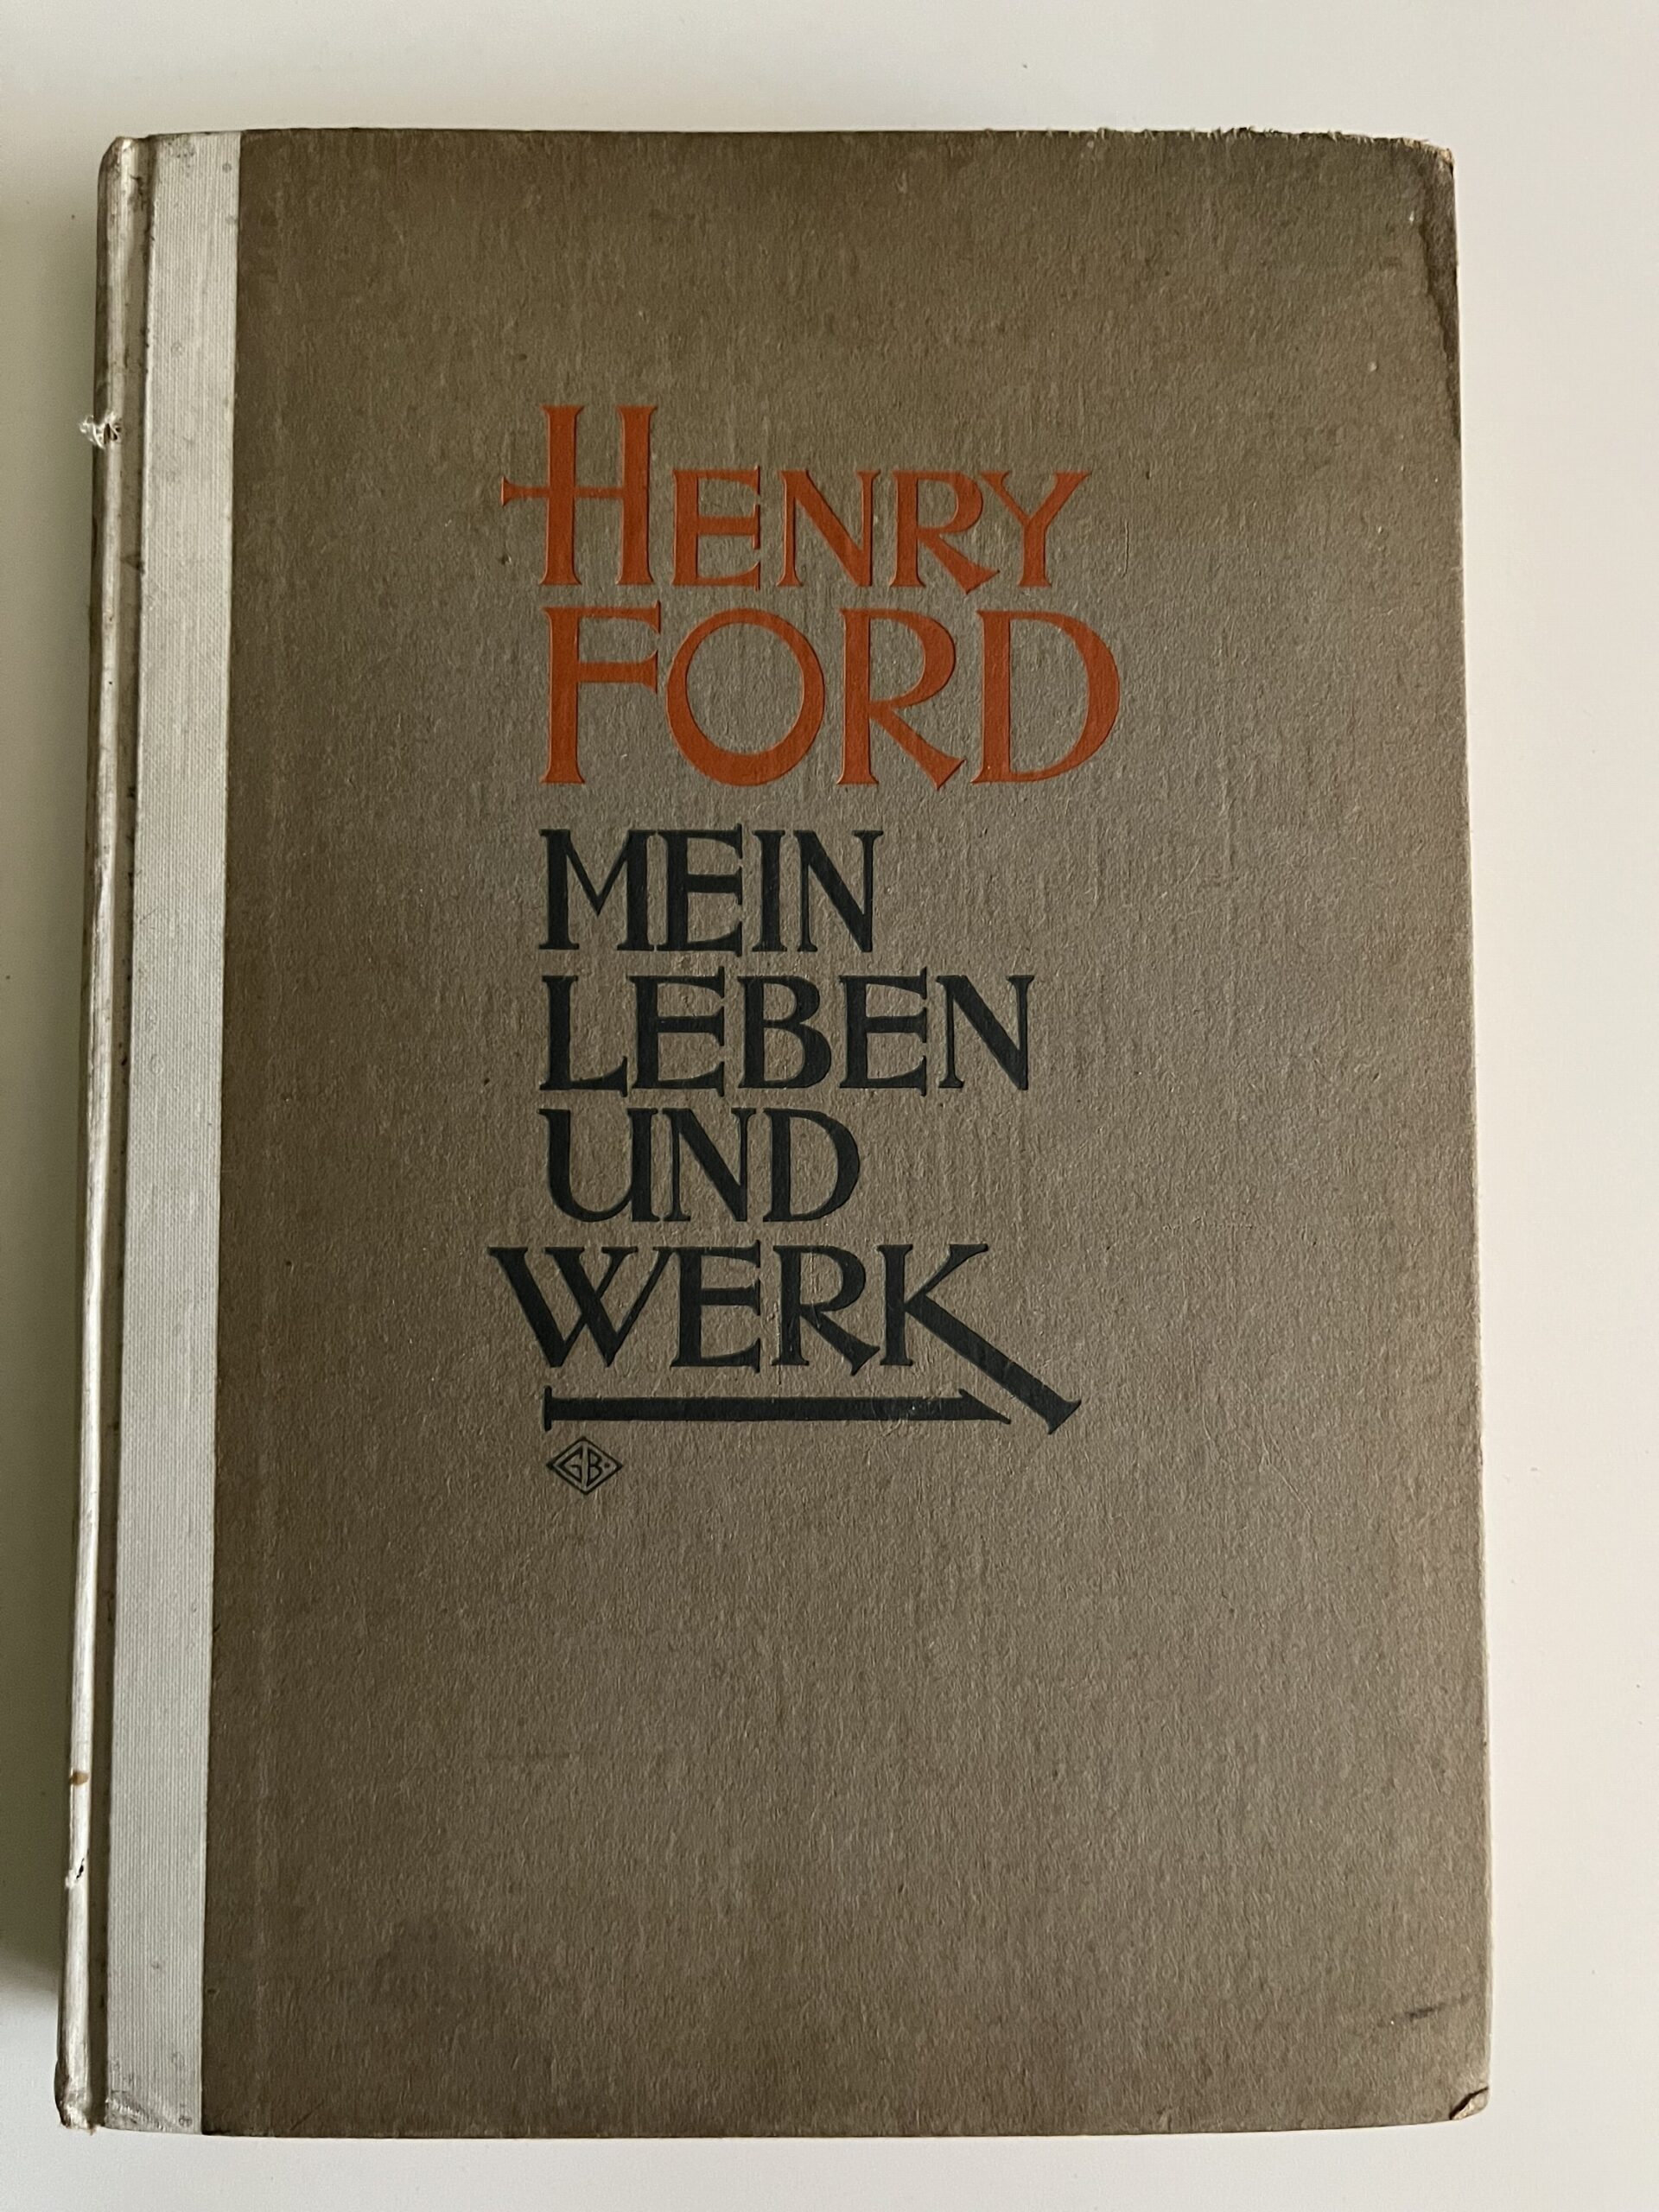 HENRY
FORD
MEIN
LEBEN
UND
WERK
GB